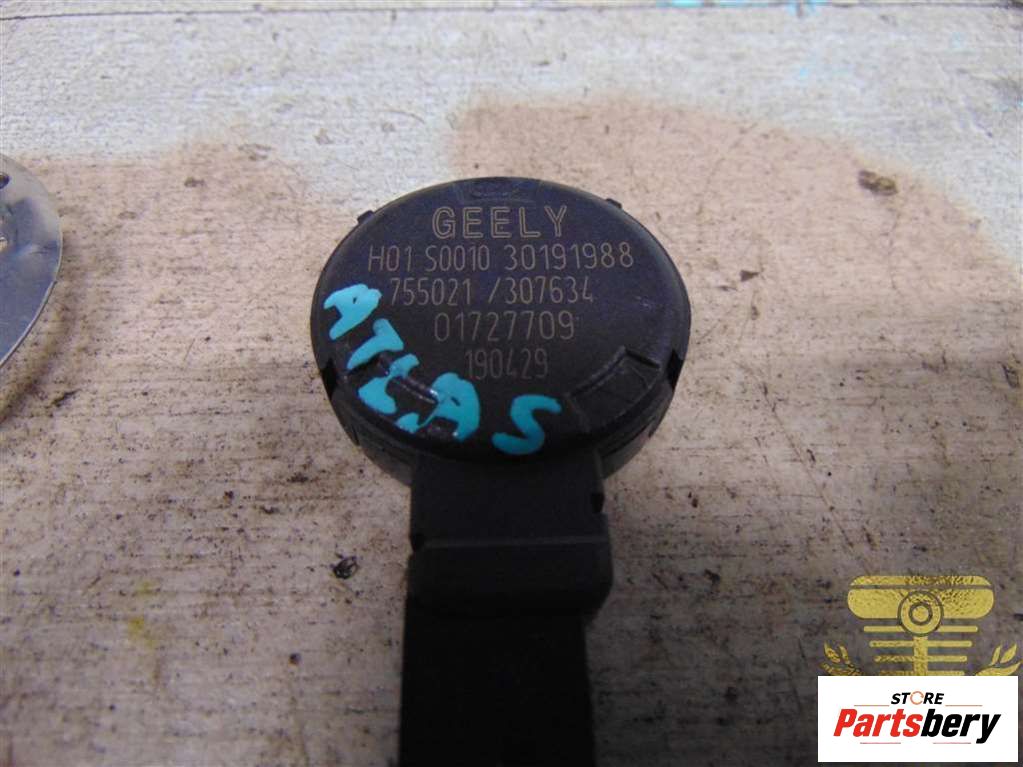 GEELY
H01 S0010 30191988
755021 /307634
01727709
190429
ATLAS
STORE
Partsbery